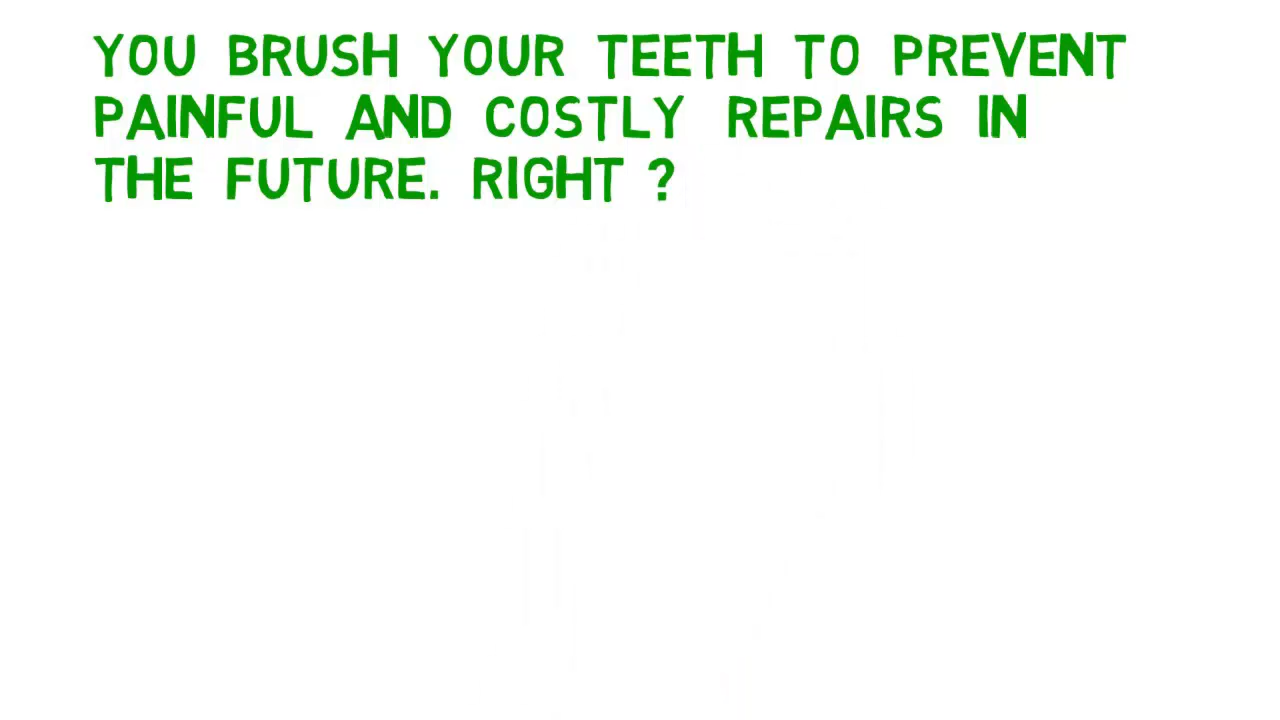 YOU BRUSH YOUR TEETH TO PREVENT
PAINFUL AND COSTLY REPAIRS IN
THE FUTURE. RIGHT ?